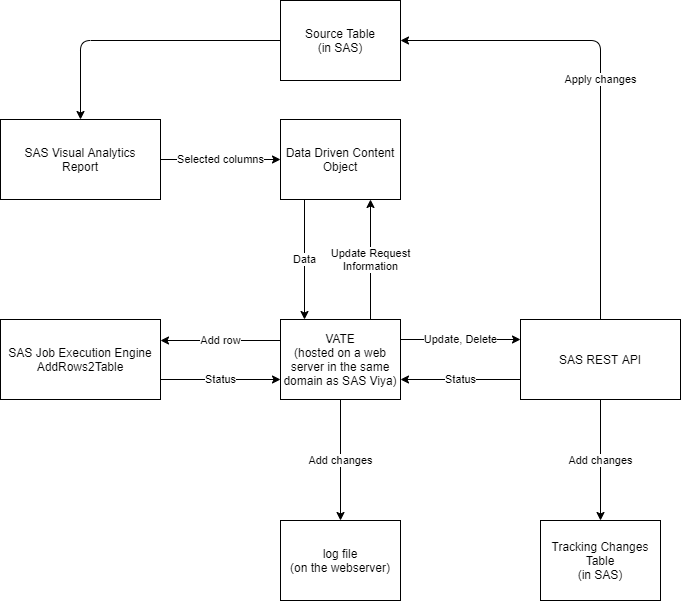 Source Table
(in SAS)
Apply changes
SAS Visual Analytics
Report
Selected columns
Data Driven Content
Object
Data
Update Request
Information
SAS Job Execution Engine
AddRows2Table
Add row
Status
VATE
(hosted on a web
server in the same
domain as SAS Viya)
Update, Delete
Status
SAS REST API
Add changes
Add changes
log file
(on the webserver)
Tracking Changes
Table
(in SAS)